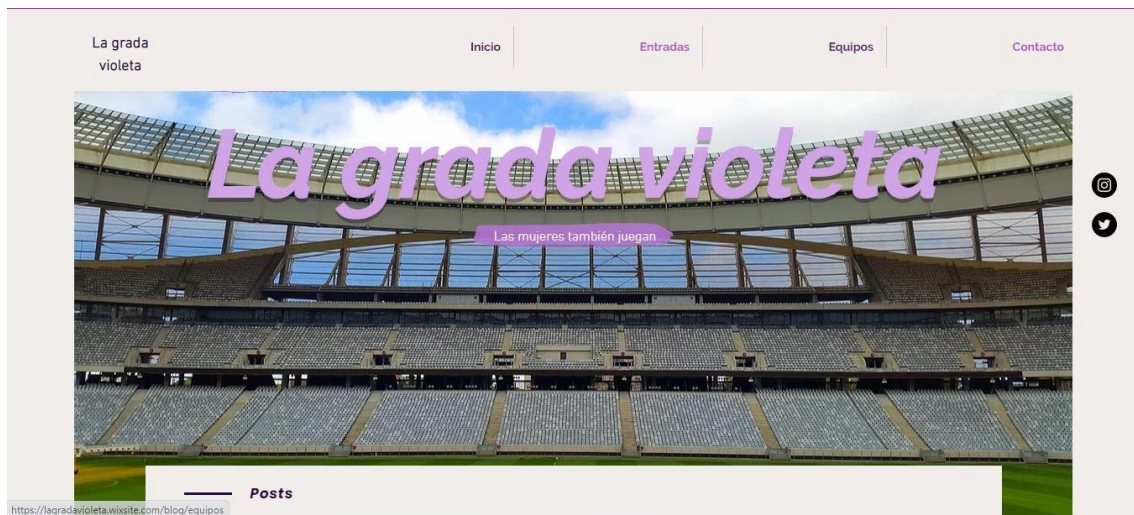 La grada
violeta
Inicio
Entradas
Equipos
Contacto
La grada violeta
Las mujeres también juegan
Posts
https://lagradavioleta.wixsite.com/blog/equipos